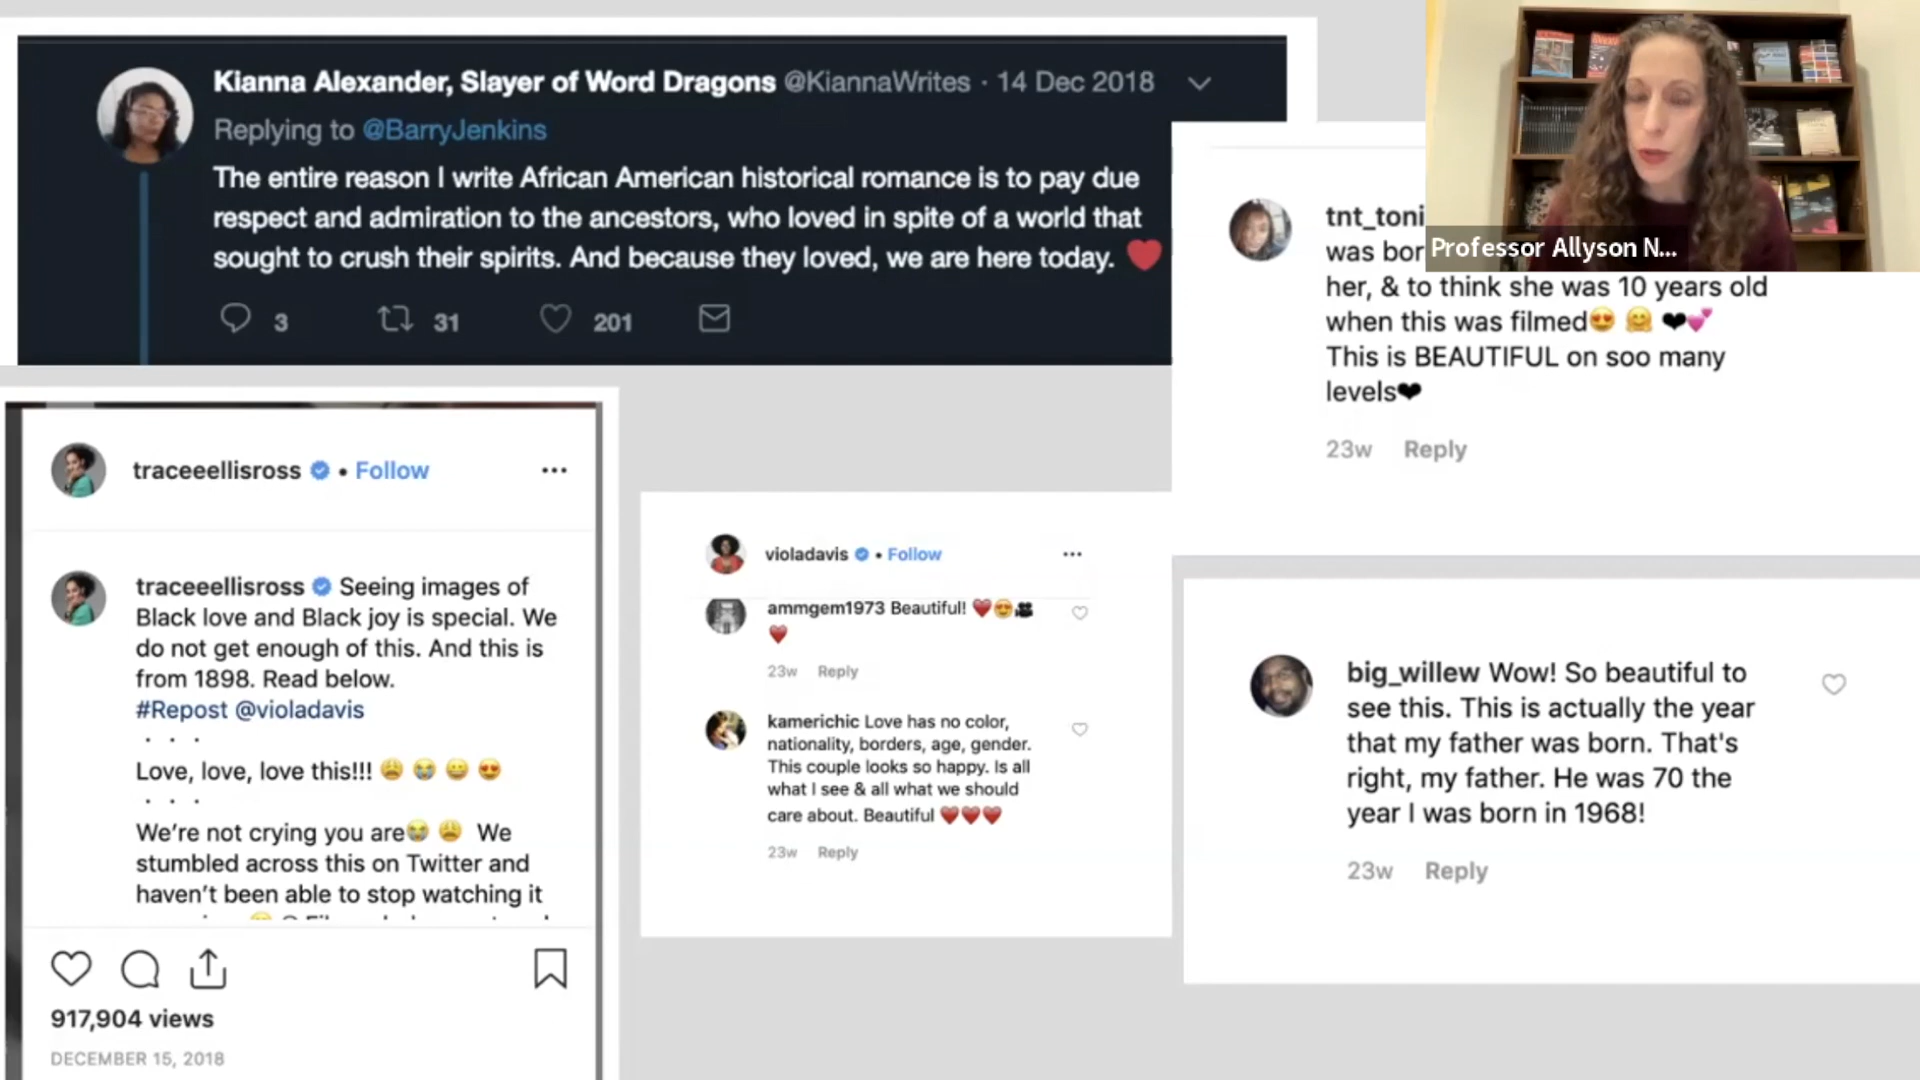 Kianna Alexander, Slayer of Word Dragons @KiannaWrites · 14 Dec 2018
Replying to @BarryJenkins
The entire reason I write African American historical romance is to pay due
respect and admiration to the ancestors, who loved in spite of a world that
sought to crush their spirits. And because they loved, we are here today. ❤️
3 31 201
Professor Allyson N...
tnt_toni
was bor
her, & to think she was 10 years old
when this was filmed😍 🤗 🖤💕
This is BEAUTIFUL on soo many
levels🖤
23w Reply
traceeellisross • Follow
traceeellisross Seeing images of
Black love and Black joy is special. We
do not get enough of this. And this is
from 1898. Read below.
#Repost @violadavis
· · ·
Love, love, love this!!! 😩 😭 😀 😍
· · ·
We’re not crying you are😭 😩 We
stumbled across this on Twitter and
haven’t been able to stop watching it
917,904 views
DECEMBER 15, 2018
violadavis • Follow
ammgem1973 Beautiful! ❤️😍🎥
❤️
23w Reply
kamerichic Love has no color,
nationality, borders, age, gender.
This couple looks so happy. Is all
what I see & all what we should
care about. Beautiful ❤️❤️❤️
23w Reply
big_willew Wow! So beautiful to
see this. This is actually the year
that my father was born. That's
right, my father. He was 70 the
year I was born in 1968!
23w Reply